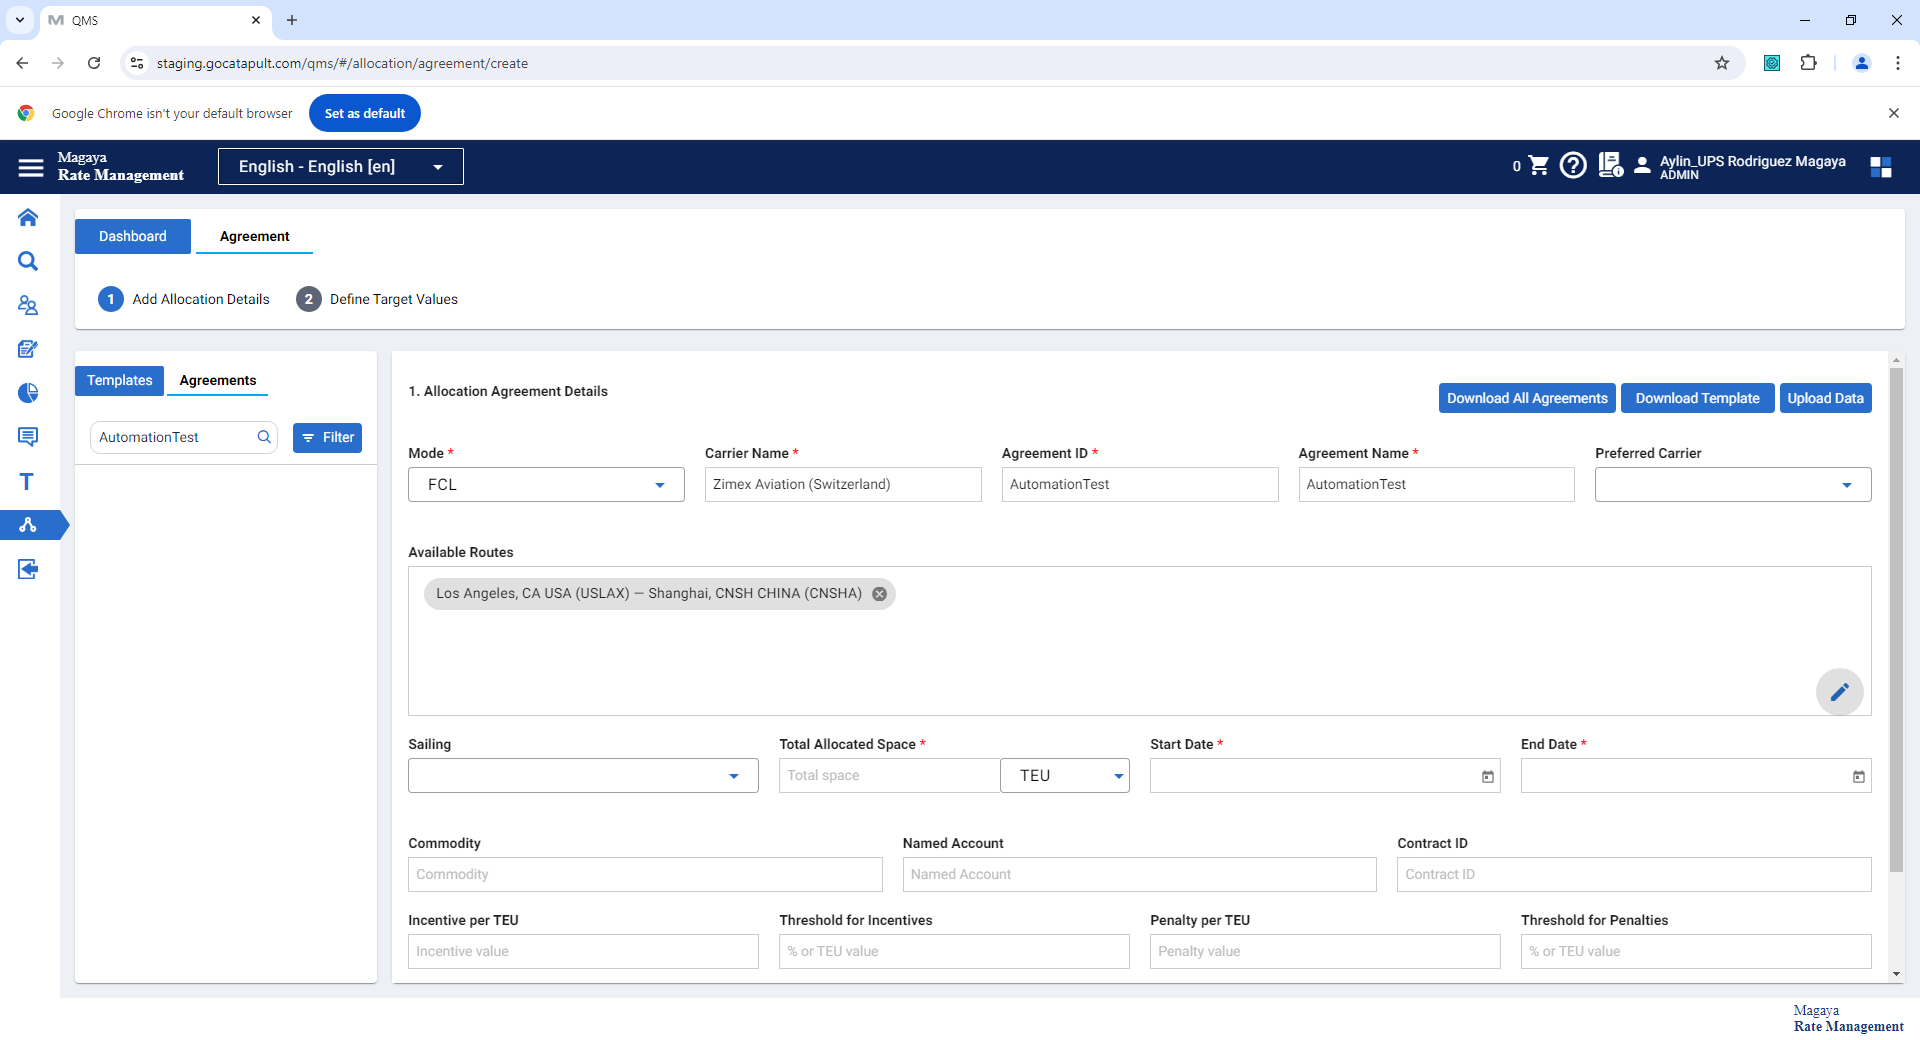 QMS
staging.gocatapult.com/qms/#/allocation/agreement/create
Google Chrome isn't your default browser
Set as default
Magaya
Rate Management
English - English [en]
0
Aylin_UPS Rodriguez Magaya
ADMIN
Dashboard
Agreement
1 Add Allocation Details
2 Define Target Values
Templates
Agreements
AutomationTest
Filter
1. Allocation Agreement Details
Download All Agreements
Download Template
Upload Data
Mode *
Carrier Name *
Agreement ID *
Agreement Name *
Preferred Carrier
FCL
Zimex Aviation (Switzerland)
AutomationTest
AutomationTest
Available Routes
Los Angeles, CA USA (USLAX) — Shanghai, CNSH CHINA (CNSHA)
Sailing
Total Allocated Space *
Start Date *
End Date *
Total space
TEU
Commodity
Named Account
Contract ID
Commodity
Named Account
Contract ID
Incentive per TEU
Threshold for Incentives
Penalty per TEU
Threshold for Penalties
Incentive value
% or TEU value
Penalty value
% or TEU value
Magaya
Rate Management